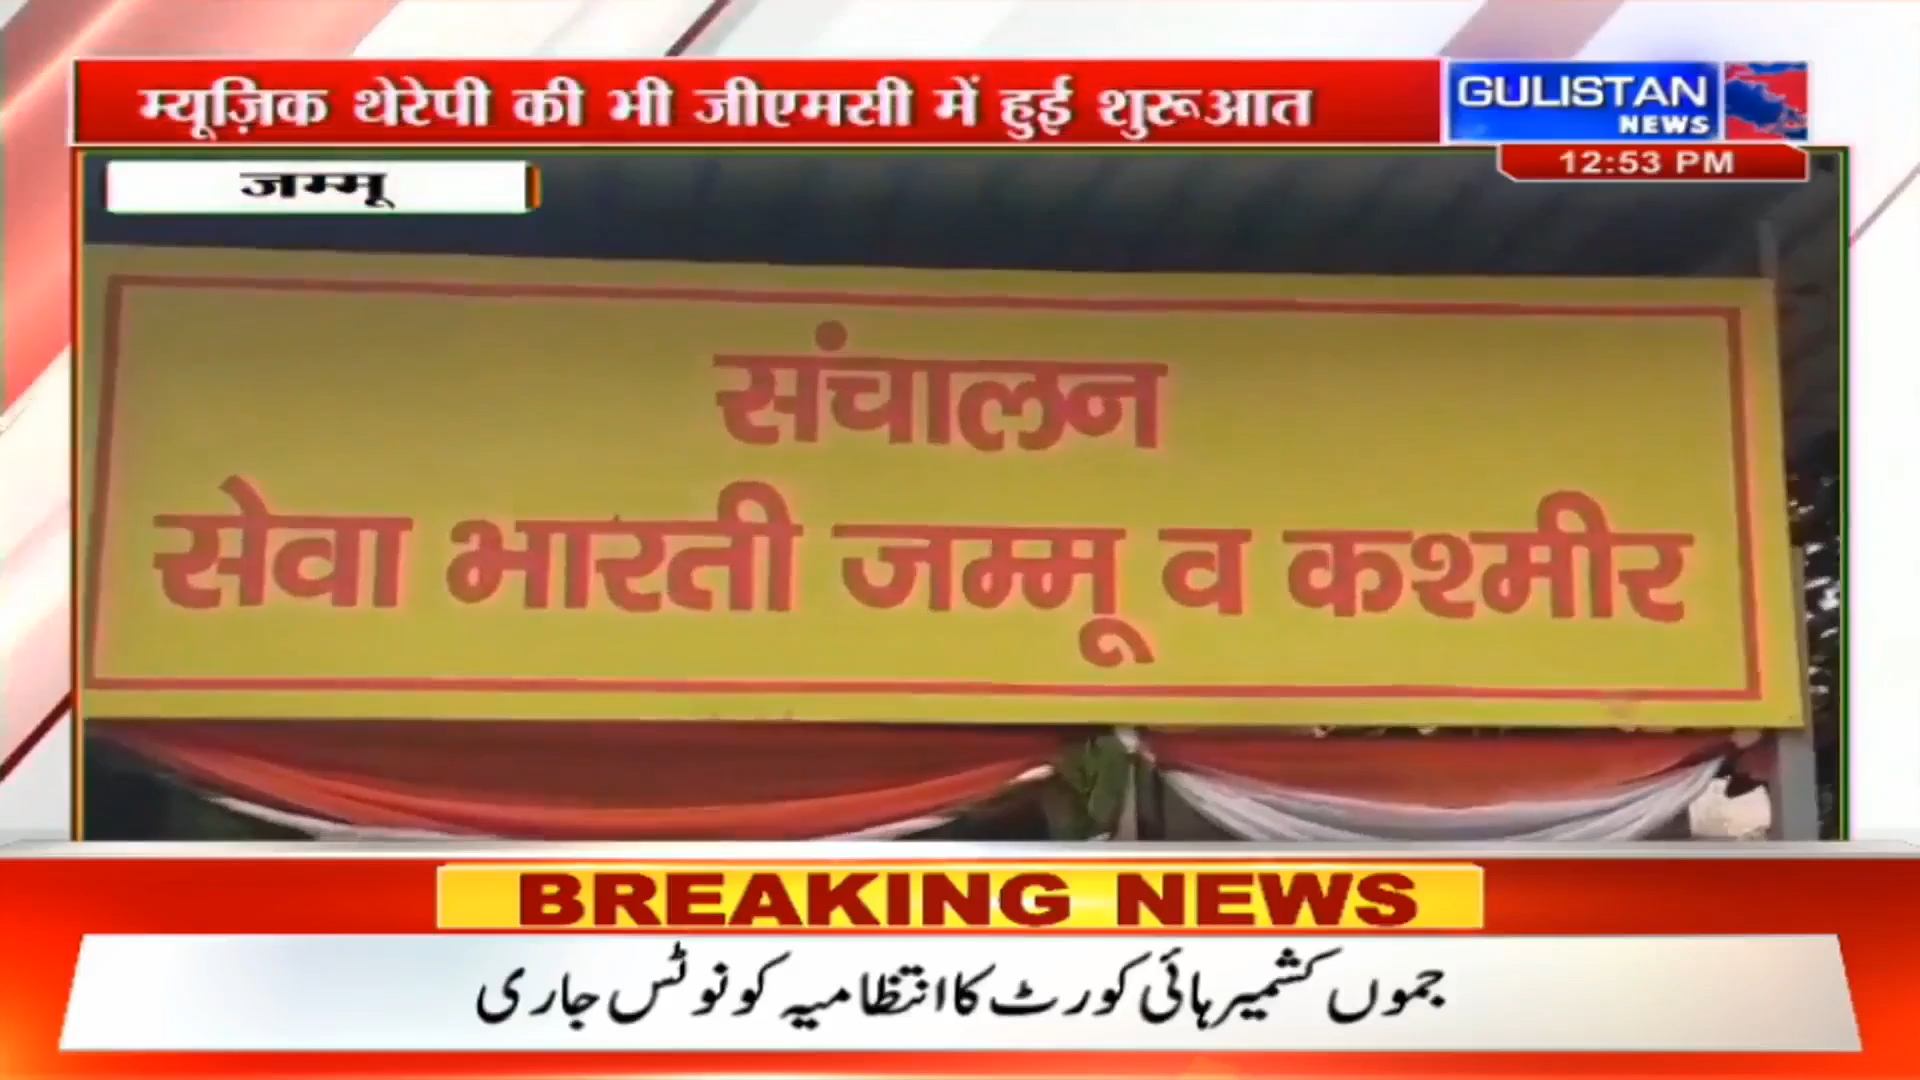 म्यूज़िक थेरेपी की भी जीएमसी में हुई शुरूआत
GULISTAN
NEWS
12:53 PM
जम्मू
संचालन
सेवा भारती जम्मू व कश्मीर
BREAKING NEWS
جموں کشمیر ہائی کورٹ کا انتظامیہ کو نوٹس جاری